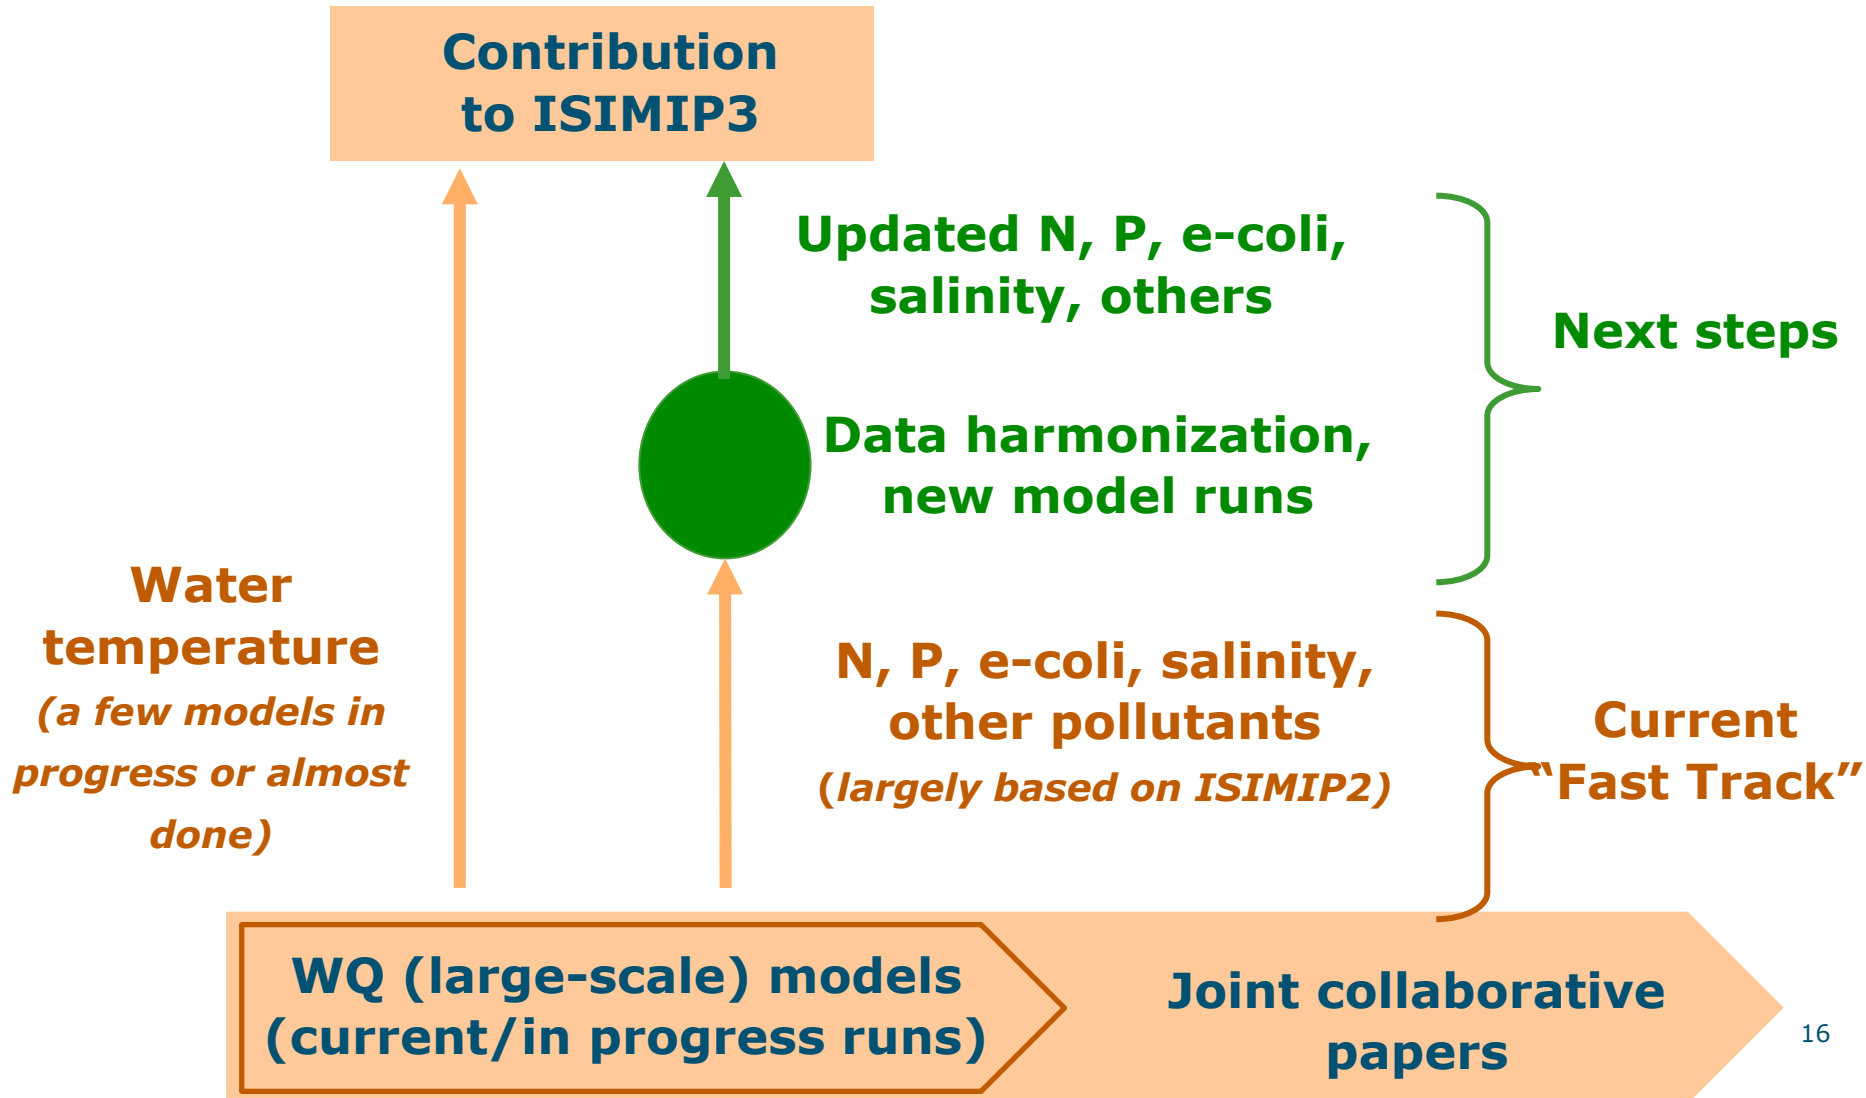 Contribution
to ISIMIP3
Updated N, P, e-coli,
salinity, others
Next steps
Data harmonization,
new model runs
Water
temperature
(a few models in
progress or almost
done)
N, P, e-coli, salinity,
other pollutants
(largely based on ISIMIP2)
Current
“Fast Track”
WQ (large-scale) models
(current/in progress runs)
Joint collaborative
papers
16